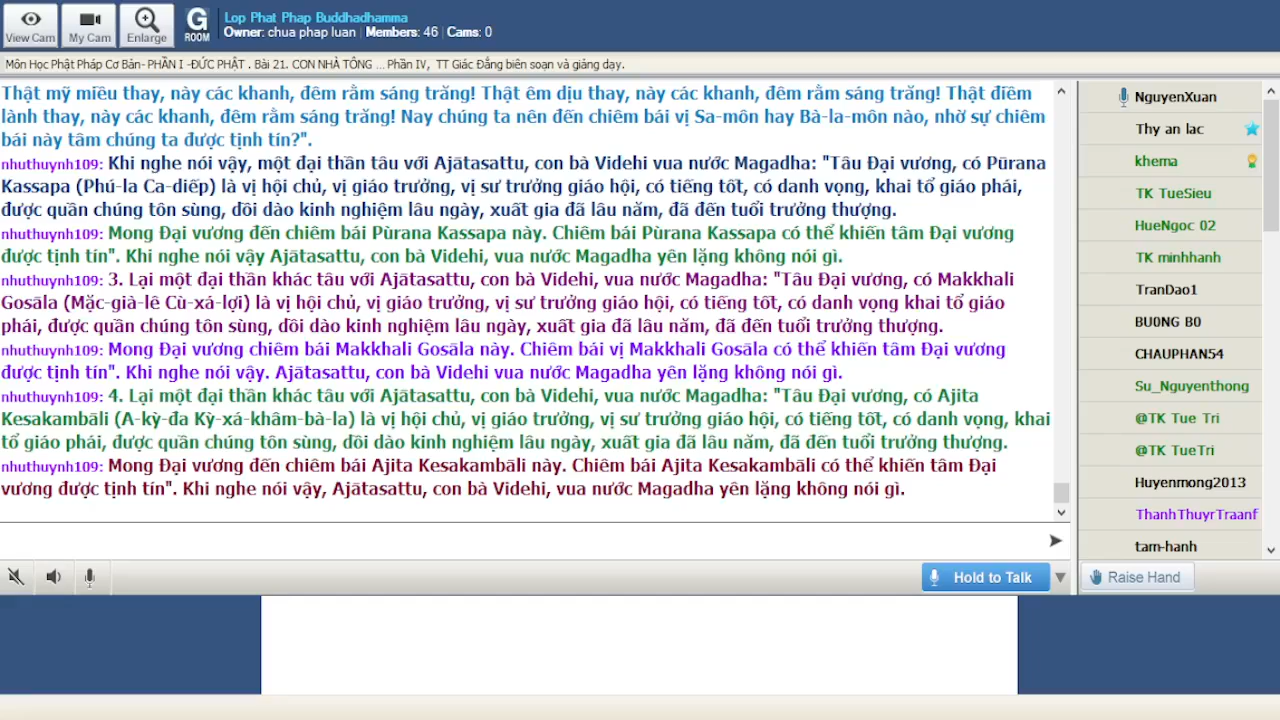 View Cam
My Cam
Enlarge
G
ROOM
Lop Phat Phap Buddhadhamma
Owner: chua phap luan | Members: 46 | Cams: 0
Môn Học Phật Pháp Cơ Bản- PHẦN I -ĐỨC PHẬT . Bài 21. CON NHÀ TÔNG ... Phần IV, TT Giác Đẳng biên soạn và giảng dạy.
Thật mỹ miều thay, này các khanh, đêm rằm sáng trăng! Thật êm dịu thay, này các khanh, đêm rằm sáng trăng! Thật điềm
lành thay, này các khanh, đêm rằm sáng trăng! Nay chúng ta nên đến chiêm bái vị Sa-môn hay Bà-la-môn nào, nhờ sự chiêm
bái này tâm chúng ta được tịnh tín?".
nhuthuynh109: Khi nghe nói vậy, một đại thần tâu với Ajātasattu, con bà Videhi vua nước Magadha: "Tâu Đại vương, có Pūrana
Kassapa (Phú-la Ca-diếp) là vị hội chủ, vị giáo trưởng, vị sư trưởng giáo hội, có tiếng tốt, có danh vọng, khai tổ giáo phái,
được quần chúng tôn sùng, dồi dào kinh nghiệm lâu ngày, xuất gia đã lâu năm, đã đến tuổi trưởng thượng.
nhuthuynh109: Mong Đại vương đến chiêm bái Pùrana Kassapa này. Chiêm bái Pùrana Kassapa có thể khiến tâm Đại vương
được tịnh tín". Khi nghe nói vậy Ajātasattu, con bà Videhi, vua nước Magadha yên lặng không nói gì.
nhuthuynh109: 3. Lại một đại thần khác tâu với Ajātasattu, con bà Videhi, vua nước Magadha: "Tâu Đại vương, có Makkhali
Gosāla (Mặc-già-lê Cù-xá-lợi) là vị hội chủ, vị giáo trưởng, vị sư trưởng giáo hội, có tiếng tốt, có danh vọng khai tổ giáo
phái, được quần chúng tôn sùng, dồi dào kinh nghiệm lâu ngày, xuất gia đã lâu năm, đã đến tuổi trưởng thượng.
nhuthuynh109: Mong Đại vương chiêm bái Makkhali Gosāla này. Chiêm bái vị Makkhali Gosāla có thể khiến tâm Đại vương
được tịnh tín". Khi nghe nói vậy. Ajātasattu, con bà Videhi vua nước Magadha yên lặng không nói gì.
nhuthuynh109: 4. Lại một đại thần khác tâu với Ajātasattu, con bà Videhi, vua nước Magadha: "Tâu Đại vương, có Ajita
Kesakambāli (A-kỳ-đa Kỳ-xá-khâm-bà-la) là vị hội chủ, vị giáo trưởng, vị sư trưởng giáo hội, có tiếng tốt, có danh vọng, khai
tổ giáo phái, được quần chúng tôn sùng, dồi dào kinh nghiệm lâu ngày, xuất gia đã lâu năm, đã đến tuổi trưởng thượng.
nhuthuynh109: Mong Đại vương đến chiêm bái Ajita Kesakambāli này. Chiêm bái Ajita Kesakambāli có thể khiến tâm Đại
vương được tịnh tín". Khi nghe nói vậy, Ajātasattu, con bà Videhi, vua nước Magadha yên lặng không nói gì.
NguyenXuan
Thy an lac
khema
TK TueSieu
HueNgoc 02
TK minhhanh
TranDao1
BU0NG B0
CHAUPHAN54
Su_Nguyenthong
@TK Tue Tri
@TK TueTri
Huyenmong2013
ThanhThuyrTraanf
tam-hanh
Hold to Talk
Raise Hand